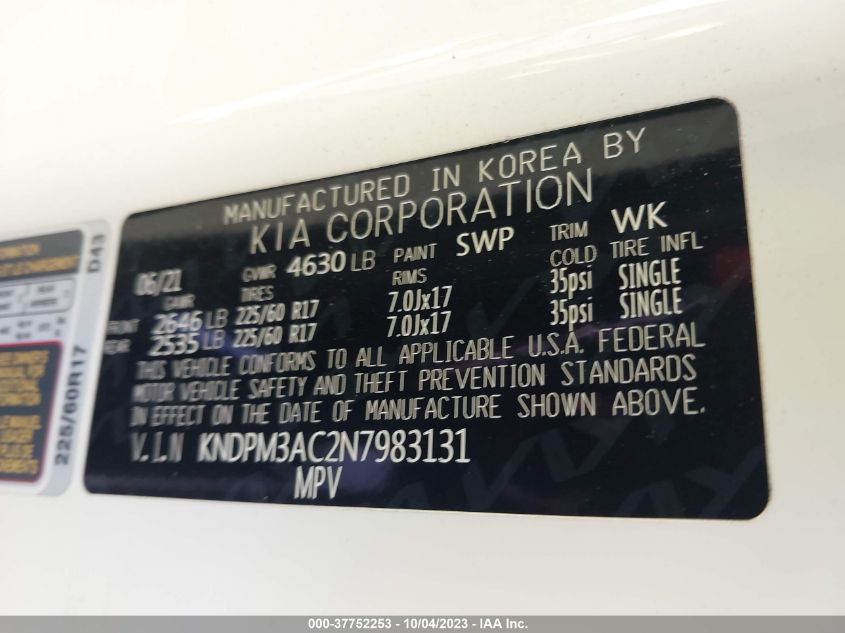 MANUFACTURED IN KOREA BY
KIA CORPORATION
06/21 GVWR 4630 LB PAINT SWP TRIM WK
GAWR TIRES RIMS COLD TIRE INFL
FRONT 2646 LB 225/60 R17 7.0Jx17 35psi SINGLE
REAR 2535 LB 225/60 R17 7.0Jx17 35psi SINGLE
THIS VEHICLE CONFORMS TO ALL APPLICABLE U.S.A. FEDERAL
MOTOR VEHICLE SAFETY AND THEFT PREVENTION STANDARDS
IN EFFECT ON THE DATE OF MANUFACTURE SHOWN ABOVE.
V.I.N KNDPM3AC2N7983131
MPV
D43
225/60R17
000-37752253 - 10/04/2023 - IAA Inc.